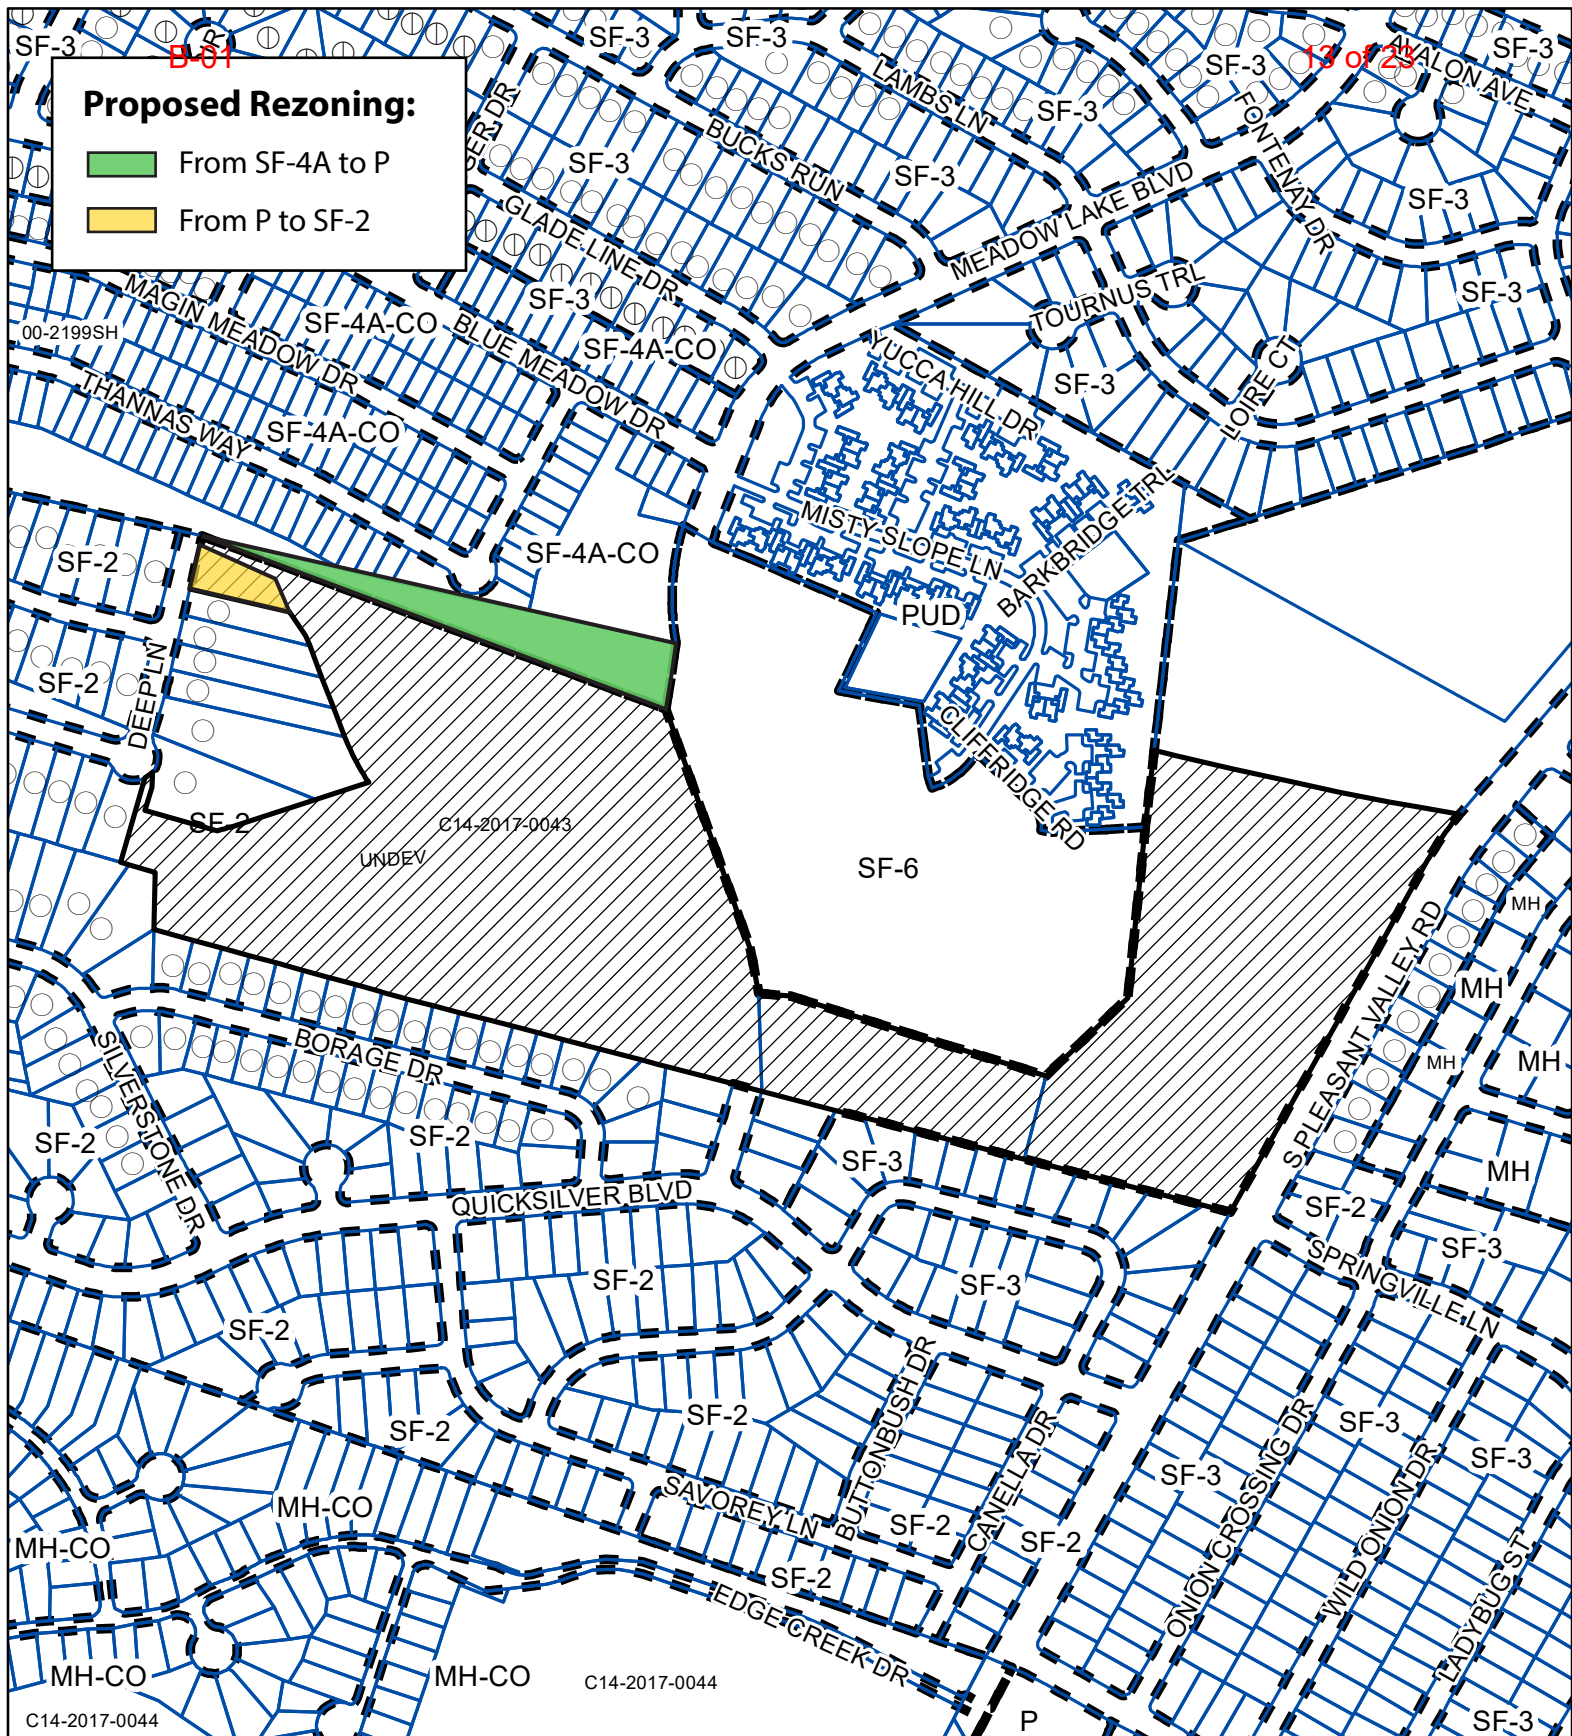 SF-3
R
B-01
SF-3
SF-3
SF-3
13 of 23
AVALON AVE
SF-3
Proposed Rezoning:
From SF-4A to P
From P to SF-2
GER DR
LAMBS LN
SF-3
FONTENAY DR
BUCKS RUN
SF-3
SF-3
SF-3
MEADOW LAKE BLVD
GLADE LINE DR
SF-3
TOURNUS TRL
SF-3
MAGIN MEADOW DR
SF-4A-CO
BLUE MEADOW DR
SF-4A-CO
00-2199SH
YUCCA HILL DR
SF-3
LOIRE CT
THANNAS WAY
SF-4A-CO
MISTY SLOPE LN
BARKBRIDGE TRL
SF-4A-CO
SF-2
PUD
SF-2
DEEP LN
CLIFFRIDGE RD
SF-2
C14-2017-0043
UNDEV
SF-6
MH
S PLEASANT VALLEY RD
MH
MH
MH
BORAGE DR
SILVERSTONE DR
SF-2
SF-2
SF-3
MH
QUICKSILVER BLVD
SF-2
SF-3
SPRINGVILLE LN
SF-2
SF-3
SF-2
BUTTONBUSH DR
SF-2
SF-2
CANELLA DR
SF-3
SF-3
SF-3
ONION CROSSING DR
WILD ONION DR
LADYBUG ST
SAVOREY LN
MH-CO
SF-2
SF-2
MH-CO
SF-2
EDGE CREEK DR
MH-CO
MH-CO
C14-2017-0044
C14-2017-0044
P
SF-3